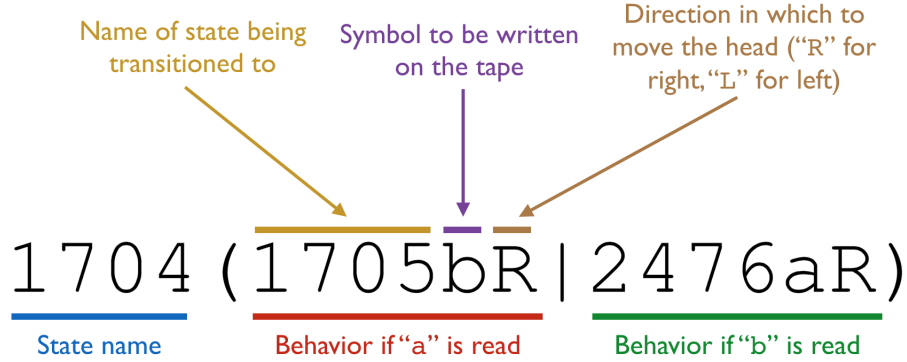 Name of state being
transitioned to
Symbol to be written
on the tape
Direction in which to
move the head (“R” for
right, “L” for left)
1704(1705bR|2476aR)
State name
Behavior if “a” is read
Behavior if “b” is read